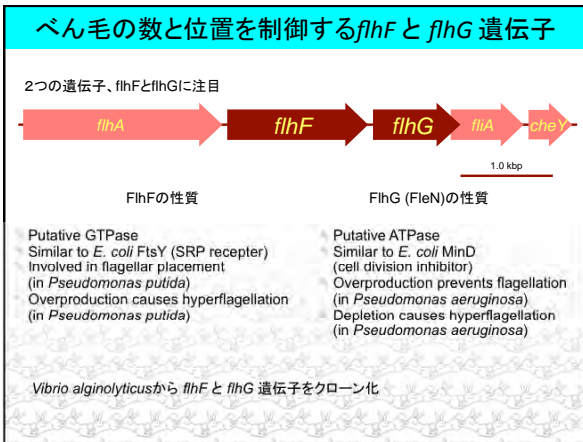 べん毛の数と位置を制御するflhF と flhG 遺伝子
2つの遺伝子、flhFとflhGに注目
flhA flhF flhG fliA cheY
1.0 kbp
FlhFの性質
Putative GTPase
Similar to E. coli FtsY (SRP recepter)
Involved in flagellar placement
(in Pseudomonas putida)
Overproduction causes hyperflagellation
(in Pseudomonas putida)
FlhG (FleN)の性質
Putative ATPase
Similar to E. coli MinD
(cell division inhibitor)
Overproduction prevents flagellation
(in Pseudomonas aeruginosa)
Depletion causes hyperflagellation
(in Pseudomonas aeruginosa)
Vibrio alginolyticusから flhF と flhG 遺伝子をクローン化